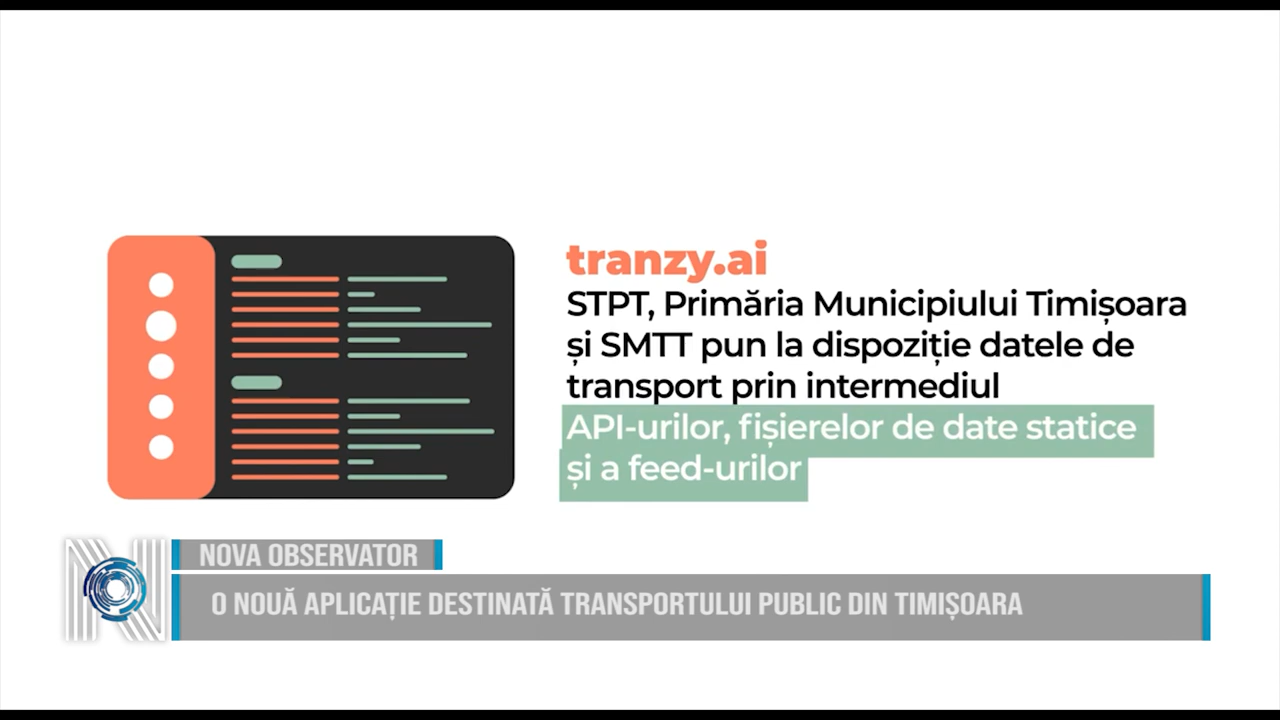 tranzy.ai
STPT, Primăria Municipiului Timișoara
și SMTT pun la dispoziție datele de
transport prin intermediul
API-urilor, fișierelor de date statice
și a feed-urilor
NOVA OBSERVATOR
O NOUĂ APLICAȚIE DESTINATĂ TRANSPORTULUI PUBLIC DIN TIMIȘOARA